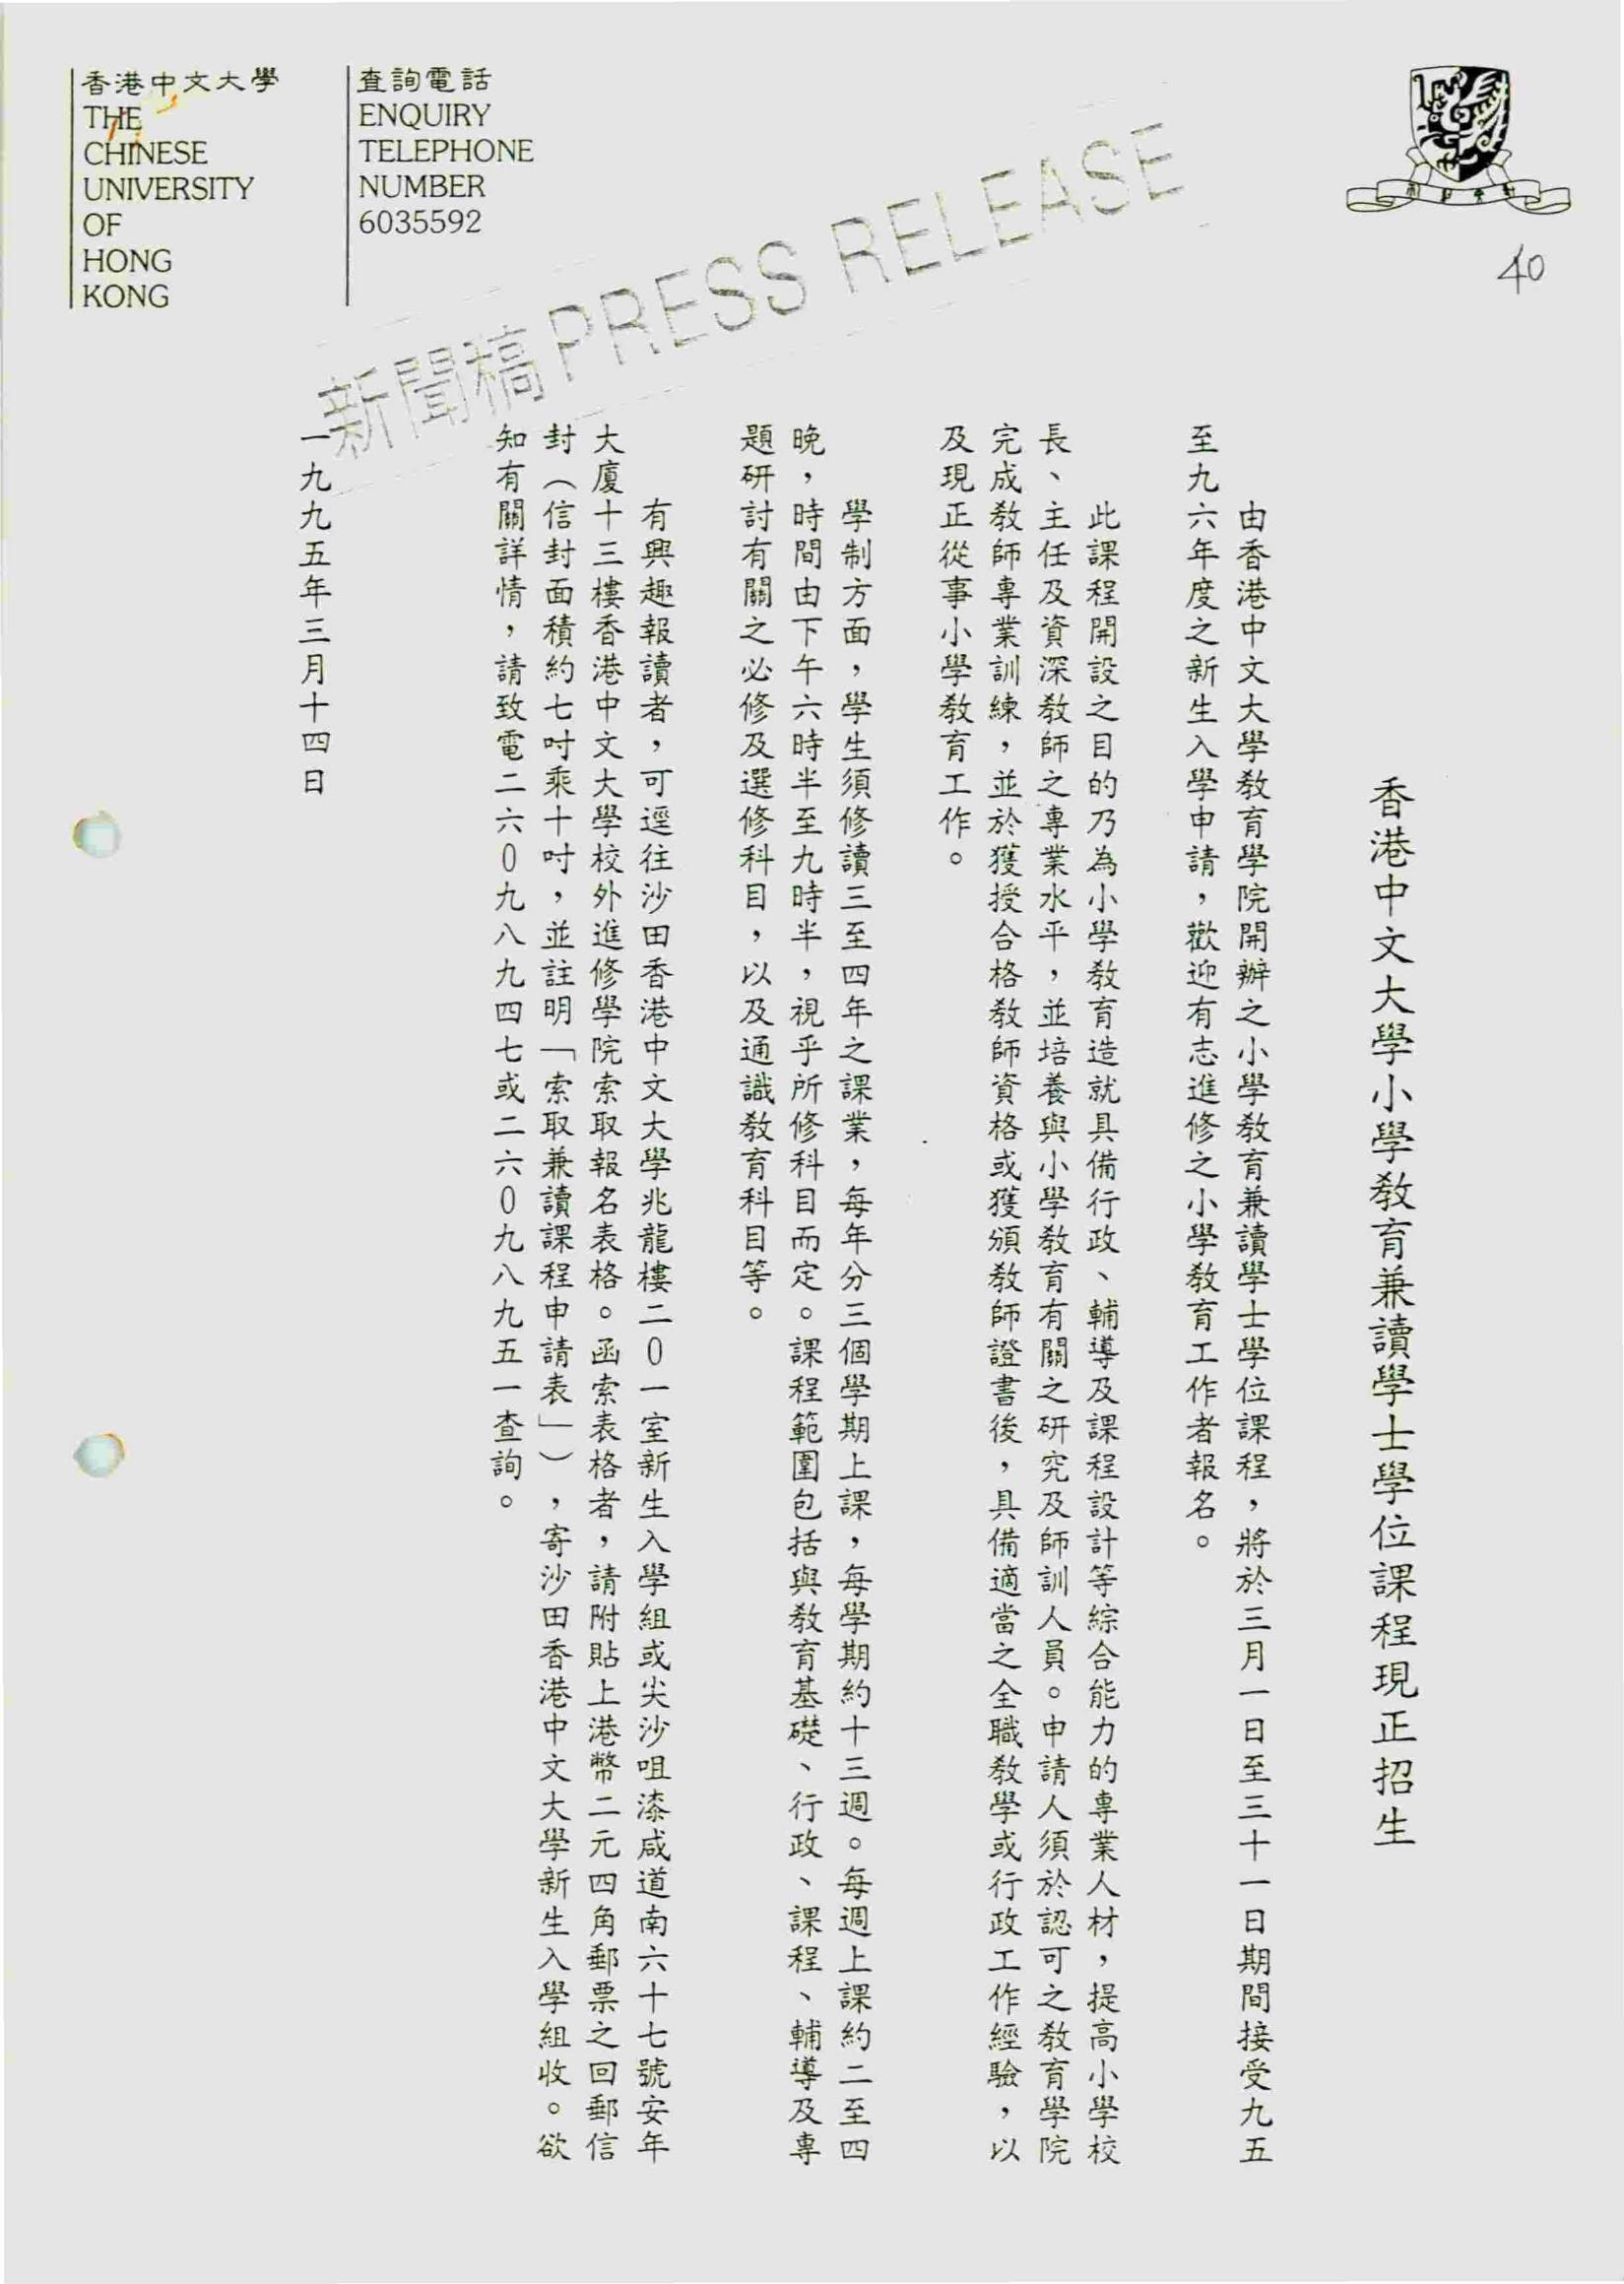 香港中文大學
THE
CHINESE
UNIVERSITY
OF
HONG
KONG
查詢電話
ENQUIRY
TELEPHONE
NUMBER
6035592
40
新聞稿 PRESS RELEASE
香港中文大學小學教育兼讀學士學位課程現正招生
由香港中文大學教育學院開辦之小學教育兼讀學士學位課程，將於三月一日至三十一日期間接受九五
至九六年度之新生入學申請，歡迎有志進修之小學教育工作者報名。
此課程開設之目的乃為小學教育造就具備行政、輔導及課程設計等綜合能力的專業人材，提高小學校
長、主任及資深教師之專業水平，並培養與小學教育有關之研究及師訓人員。申請人須於認可之教育學院
完成教師專業訓練，並於獲授合格教師資格或獲頒教師證書後，具備適當之全職教學或行政工作經驗，以
及現正從事小學教育工作。
學制方面，學生須修讀三至四年之課業，每年分三個學期上課，每學期約十三週。每週上課約二至四
晚，時間由下午六時半至九時半，視乎所修科目而定。課程範圍包括與教育基礎、行政、課程、輔導及專
題研討有關之必修及選修科目，以及通識教育科目等。
有興趣報讀者，可逕往沙田香港中文大學兆龍樓二0一室新生入學組或尖沙咀漆咸道南六十七號安年
大廈十三樓香港中文大學校外進修學院索取報名表格。函索表格者，請附貼上港幣二元四角郵票之回郵信
封（信封面積約七吋乘十吋，並註明「索取兼讀課程申請表」），寄沙田香港中文大學新生入學組收。欲
知有關詳情，請致電二六0九八九四七或二六0九八九五一查詢。
一九九五年三月十四日